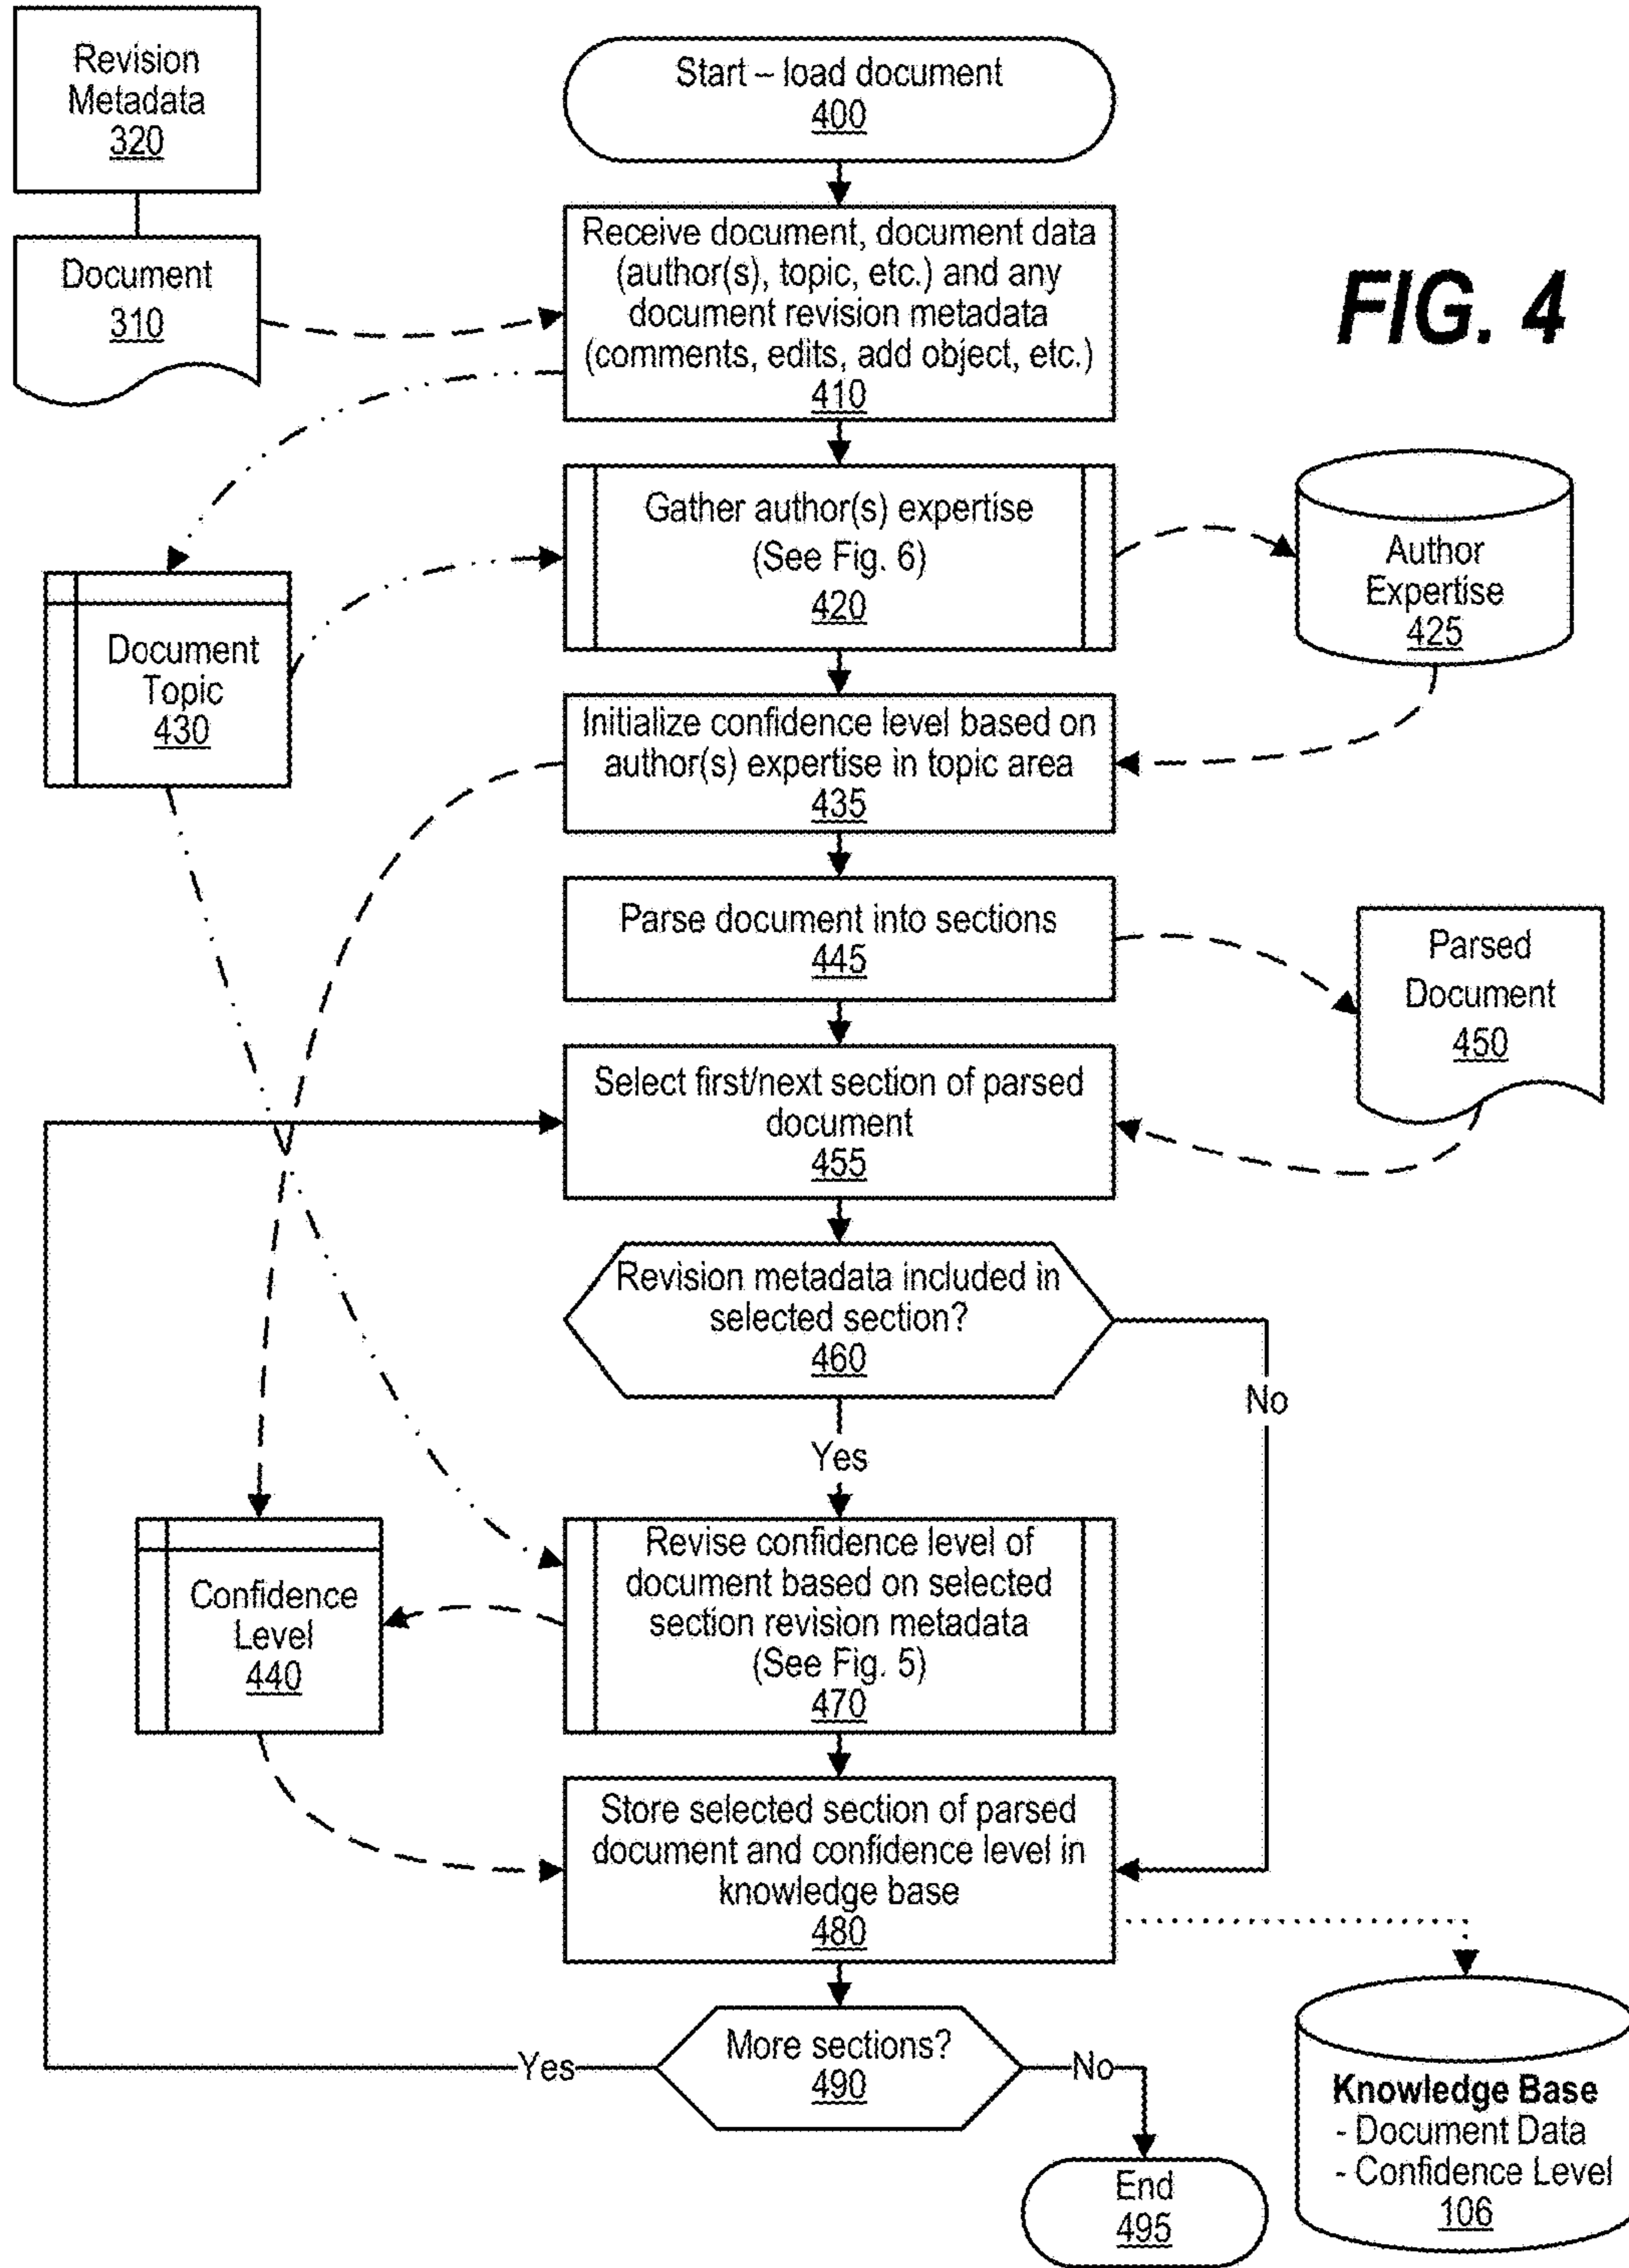 Revision
Metadata
320
Start – load document
400
Document
310
Receive document, document data
(author(s), topic, etc.) and any
document revision metadata
(comments, edits, add object, etc.)
410
FIG. 4
Gather author(s) expertise
(See Fig. 6)
420
Author
Expertise
425
Document
Topic
430
Initialize confidence level based on
author(s) expertise in topic area
435
Parse document into sections
445
Parsed
Document
450
Select first/next section of parsed
document
455
Revision metadata included in
selected section?
460
No
Yes
Confidence
Level
440
Revise confidence level of
document based on selected
section revision metadata
(See Fig. 5)
470
Store selected section of parsed
document and confidence level in
knowledge base
480
More sections?
490
Yes
No
Knowledge Base
- Document Data
- Confidence Level
106
End
495